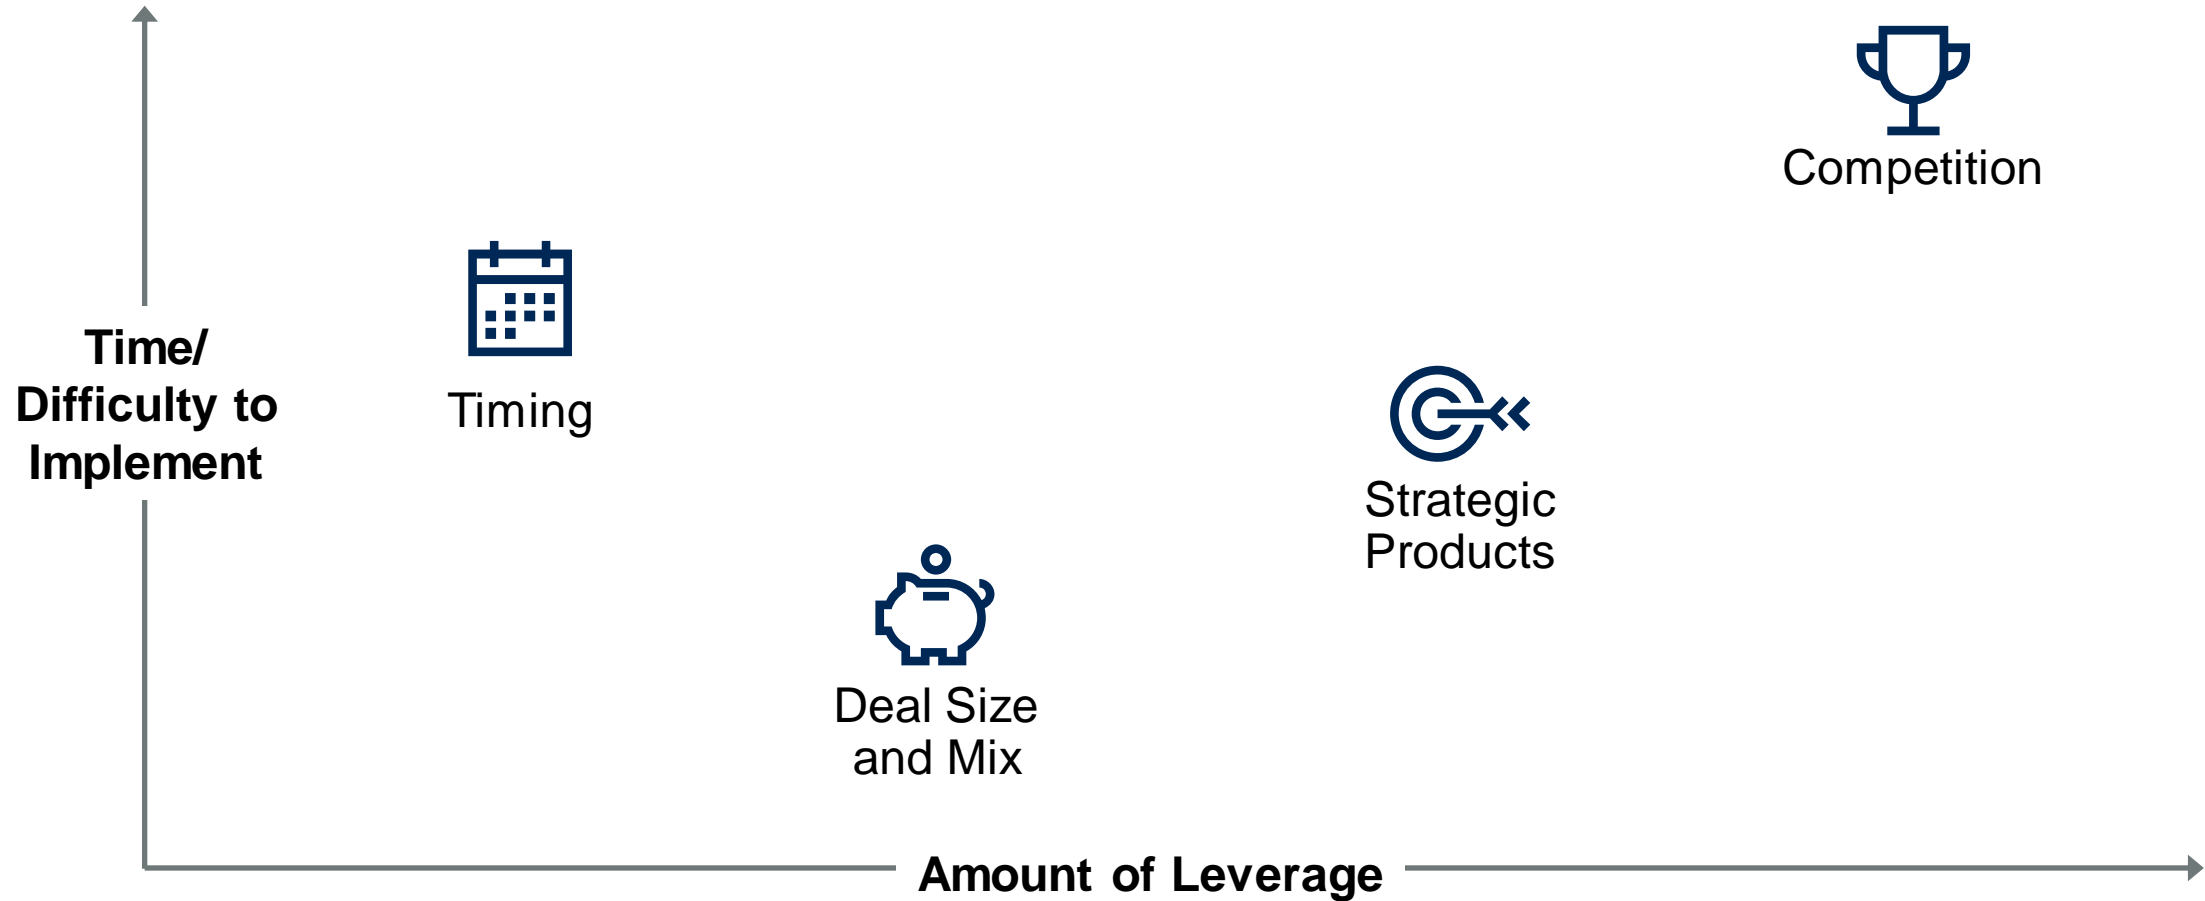 Competition
Time/
Difficulty to
Implement
Timing
Strategic
Products
Deal Size
and Mix
Amount of Leverage